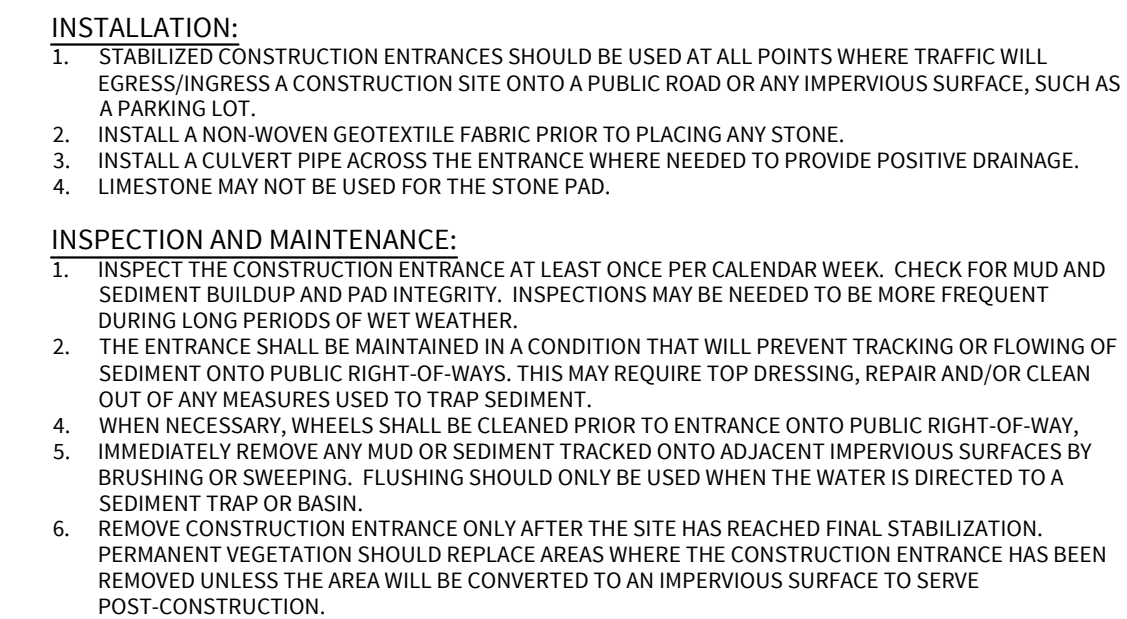 INSTALLATION:
1. STABILIZED CONSTRUCTION ENTRANCES SHOULD BE USED AT ALL POINTS WHERE TRAFFIC WILL
EGRESS/INGRESS A CONSTRUCTION SITE ONTO A PUBLIC ROAD OR ANY IMPERVIOUS SURFACE, SUCH AS
A PARKING LOT.
2. INSTALL A NON-WOVEN GEOTEXTILE FABRIC PRIOR TO PLACING ANY STONE.
3. INSTALL A CULVERT PIPE ACROSS THE ENTRANCE WHERE NEEDED TO PROVIDE POSITIVE DRAINAGE.
4. LIMESTONE MAY NOT BE USED FOR THE STONE PAD.
INSPECTION AND MAINTENANCE:
1. INSPECT THE CONSTRUCTION ENTRANCE AT LEAST ONCE PER CALENDAR WEEK. CHECK FOR MUD AND
SEDIMENT BUILDUP AND PAD INTEGRITY. INSPECTIONS MAY BE NEEDED TO BE MORE FREQUENT
DURING LONG PERIODS OF WET WEATHER.
2. THE ENTRANCE SHALL BE MAINTAINED IN A CONDITION THAT WILL PREVENT TRACKING OR FLOWING OF
SEDIMENT ONTO PUBLIC RIGHT-OF-WAYS. THIS MAY REQUIRE TOP DRESSING, REPAIR AND/OR CLEAN
OUT OF ANY MEASURES USED TO TRAP SEDIMENT.
4. WHEN NECESSARY, WHEELS SHALL BE CLEANED PRIOR TO ENTRANCE ONTO PUBLIC RIGHT-OF-WAY,
5. IMMEDIATELY REMOVE ANY MUD OR SEDIMENT TRACKED ONTO ADJACENT IMPERVIOUS SURFACES BY
BRUSHING OR SWEEPING. FLUSHING SHOULD ONLY BE USED WHEN THE WATER IS DIRECTED TO A
SEDIMENT TRAP OR BASIN.
6. REMOVE CONSTRUCTION ENTRANCE ONLY AFTER THE SITE HAS REACHED FINAL STABILIZATION.
PERMANENT VEGETATION SHOULD REPLACE AREAS WHERE THE CONSTRUCTION ENTRANCE HAS BEEN
REMOVED UNLESS THE AREA WILL BE CONVERTED TO AN IMPERVIOUS SURFACE TO SERVE
POST-CONSTRUCTION.